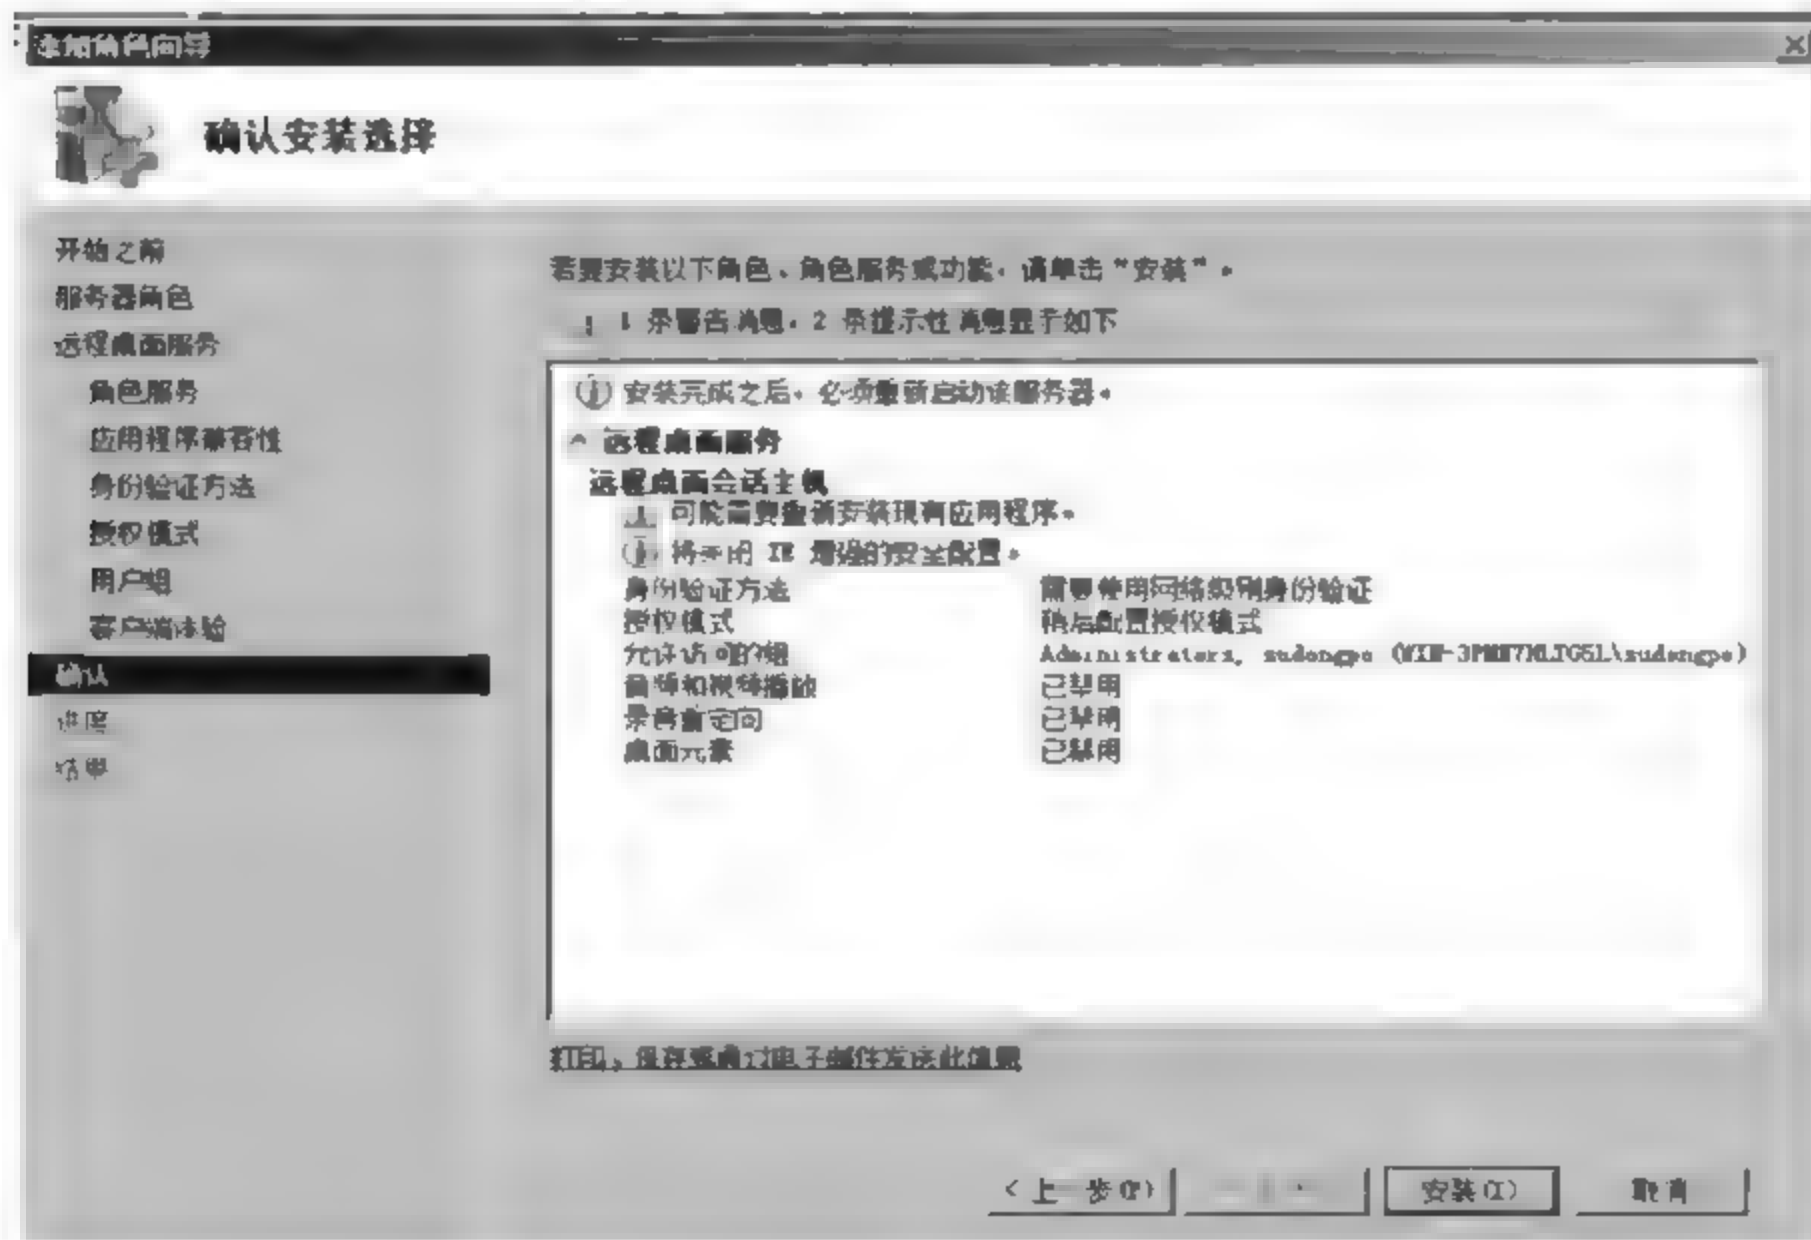 添加角色向导
确认安装选择
开始之前
服务器角色
远程桌面服务
角色服务
应用程序兼容性
身份验证方法
授权模式
用户组
客户端体验
确认
进度
结果
若要安装以下角色、角色服务或功能，请单击“安装”。
1 条警告消息，2 条提示性消息显示如下
安装完成之后，必须重新启动该服务器。
远程桌面服务
远程桌面会话主机
可能需要重新安装现有应用程序。
将关闭 IE 增强的安全配置。
身份验证方法 需要使用网络级别身份验证
授权模式 稍后配置授权模式
允许访问的组 Administrators, sudongpo
音频和视频播放 已禁用
录音重定向 已禁用
桌面元素 已禁用
打印、保存或通过电子邮件发送此信息
< 上一步(P)
安装(I)
取消